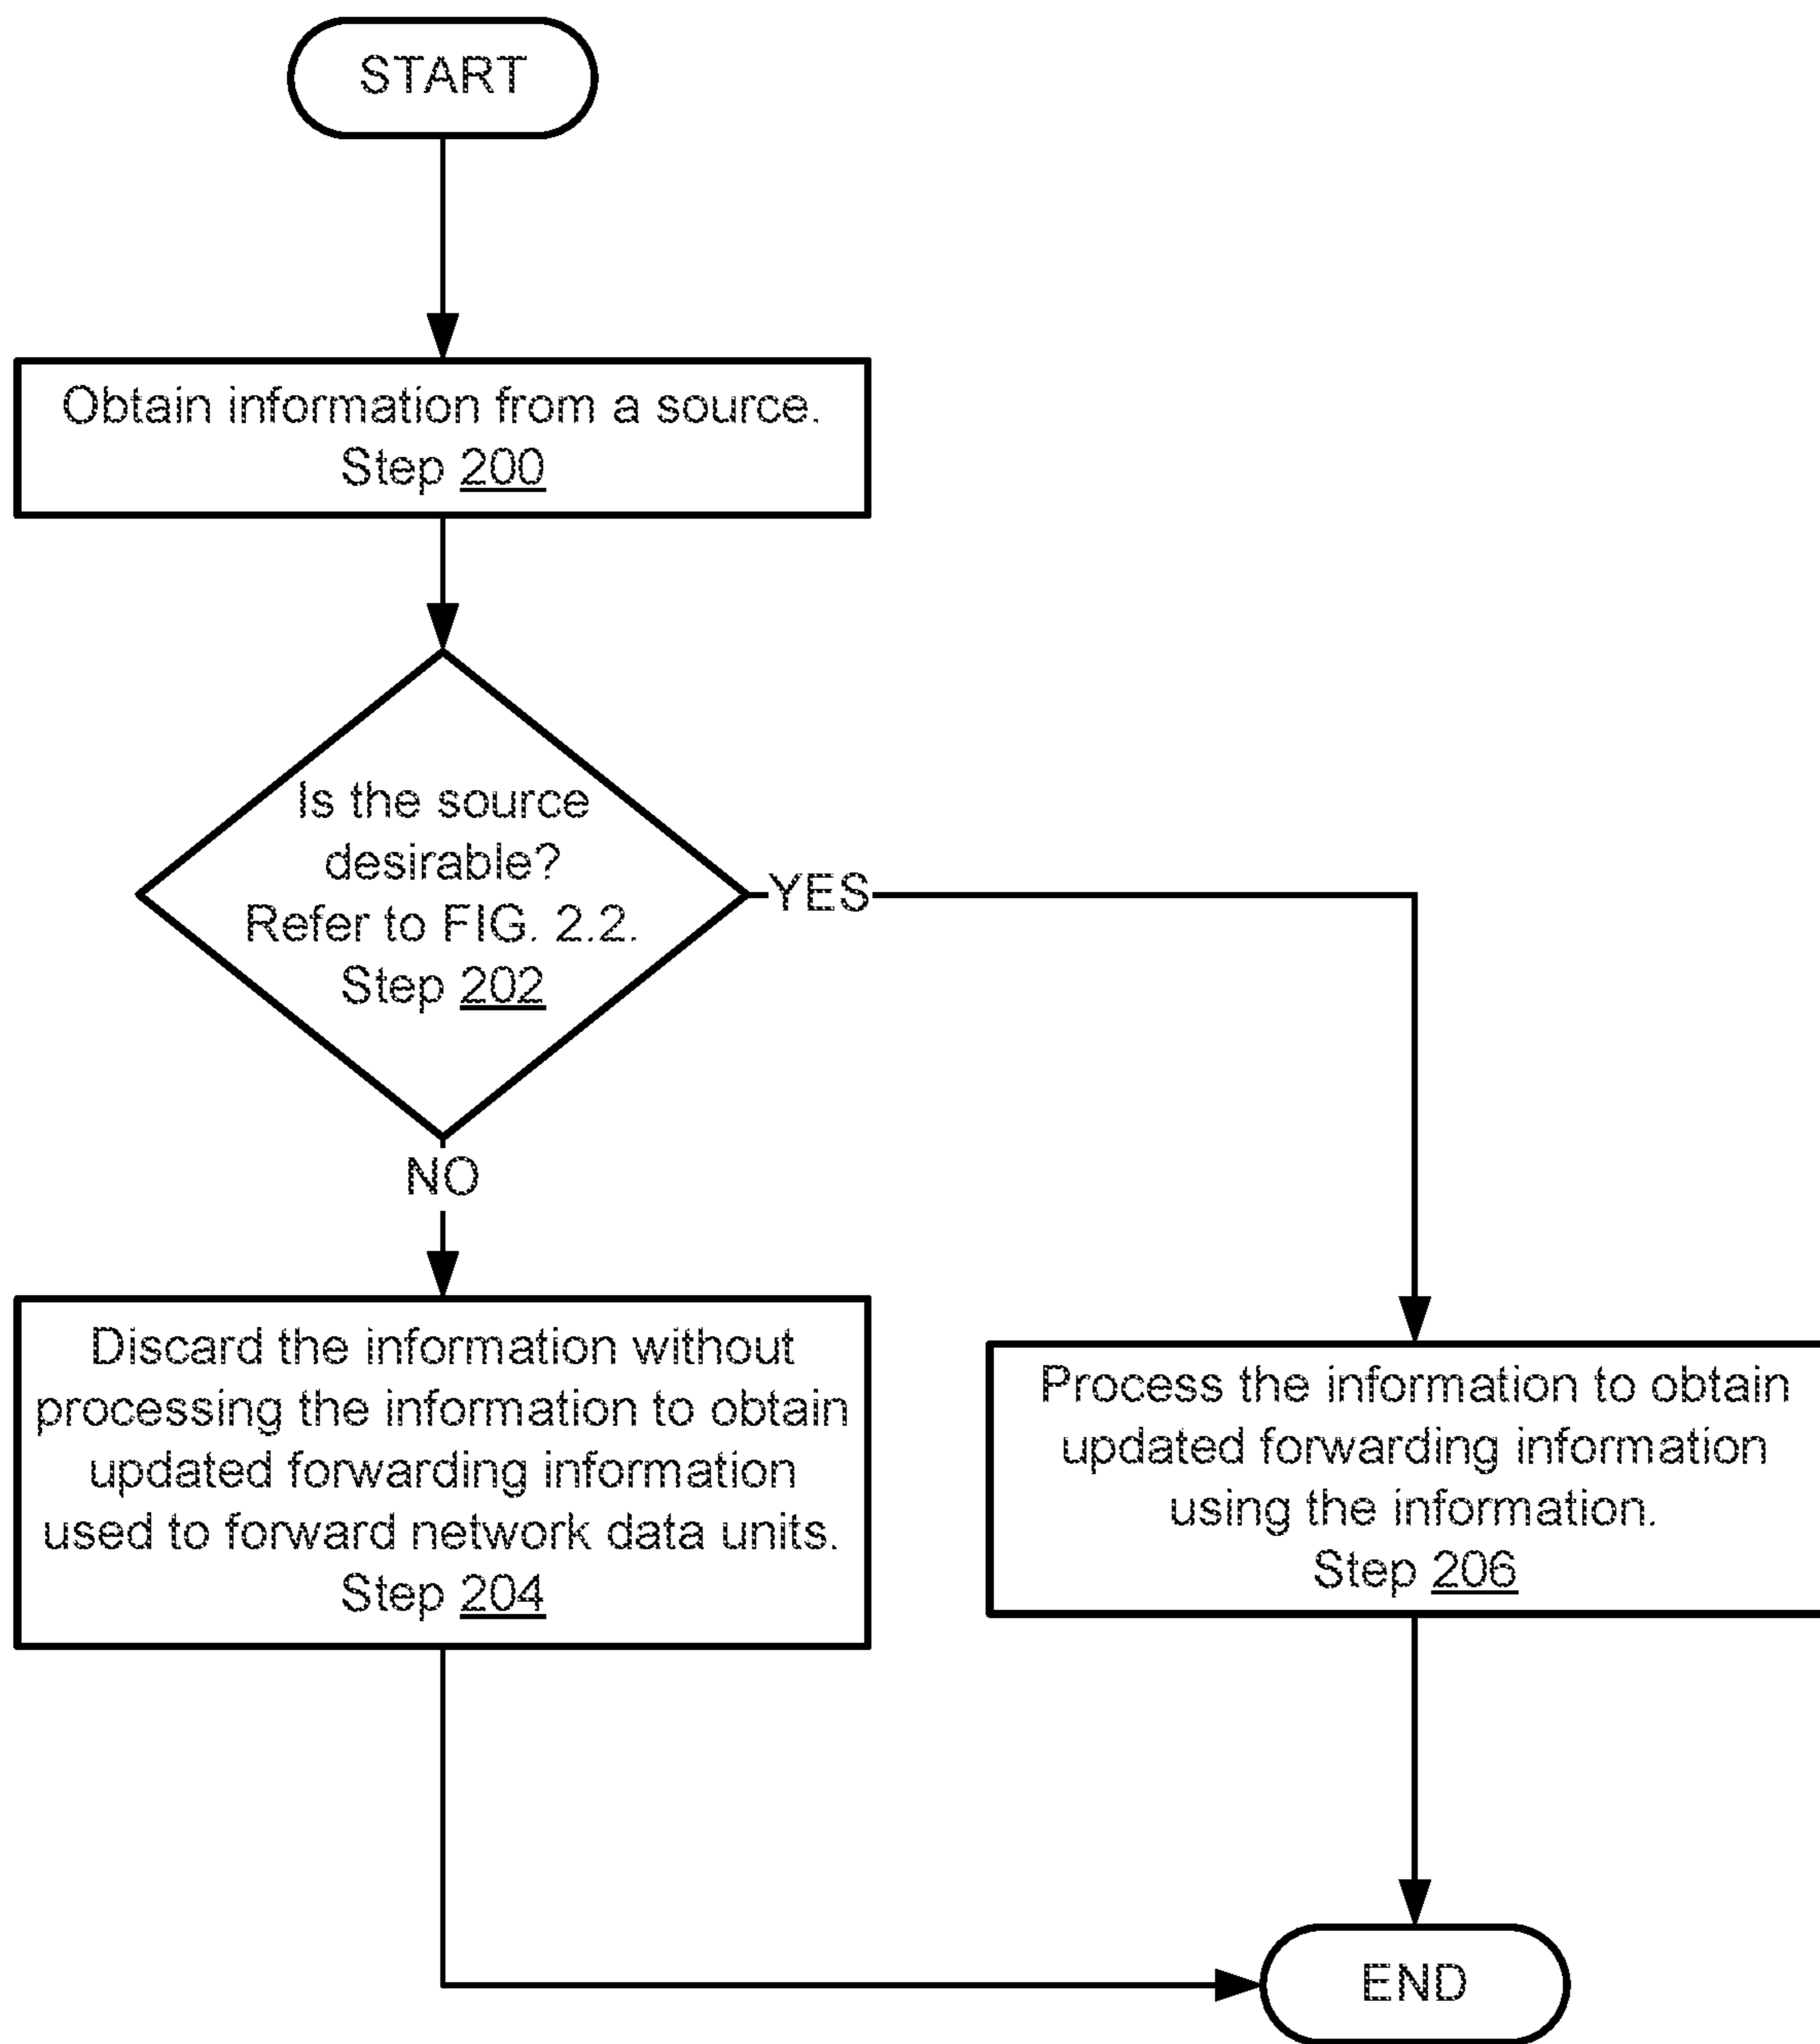 START
Obtain information from a source.
Step 200
Is the source
desirable?
Refer to FIG. 2.2.
Step 202
YES
NO
Discard the information without
processing the information to obtain
updated forwarding information
used to forward network data units.
Step 204
Process the information to obtain
updated forwarding information
using the information.
Step 206
END